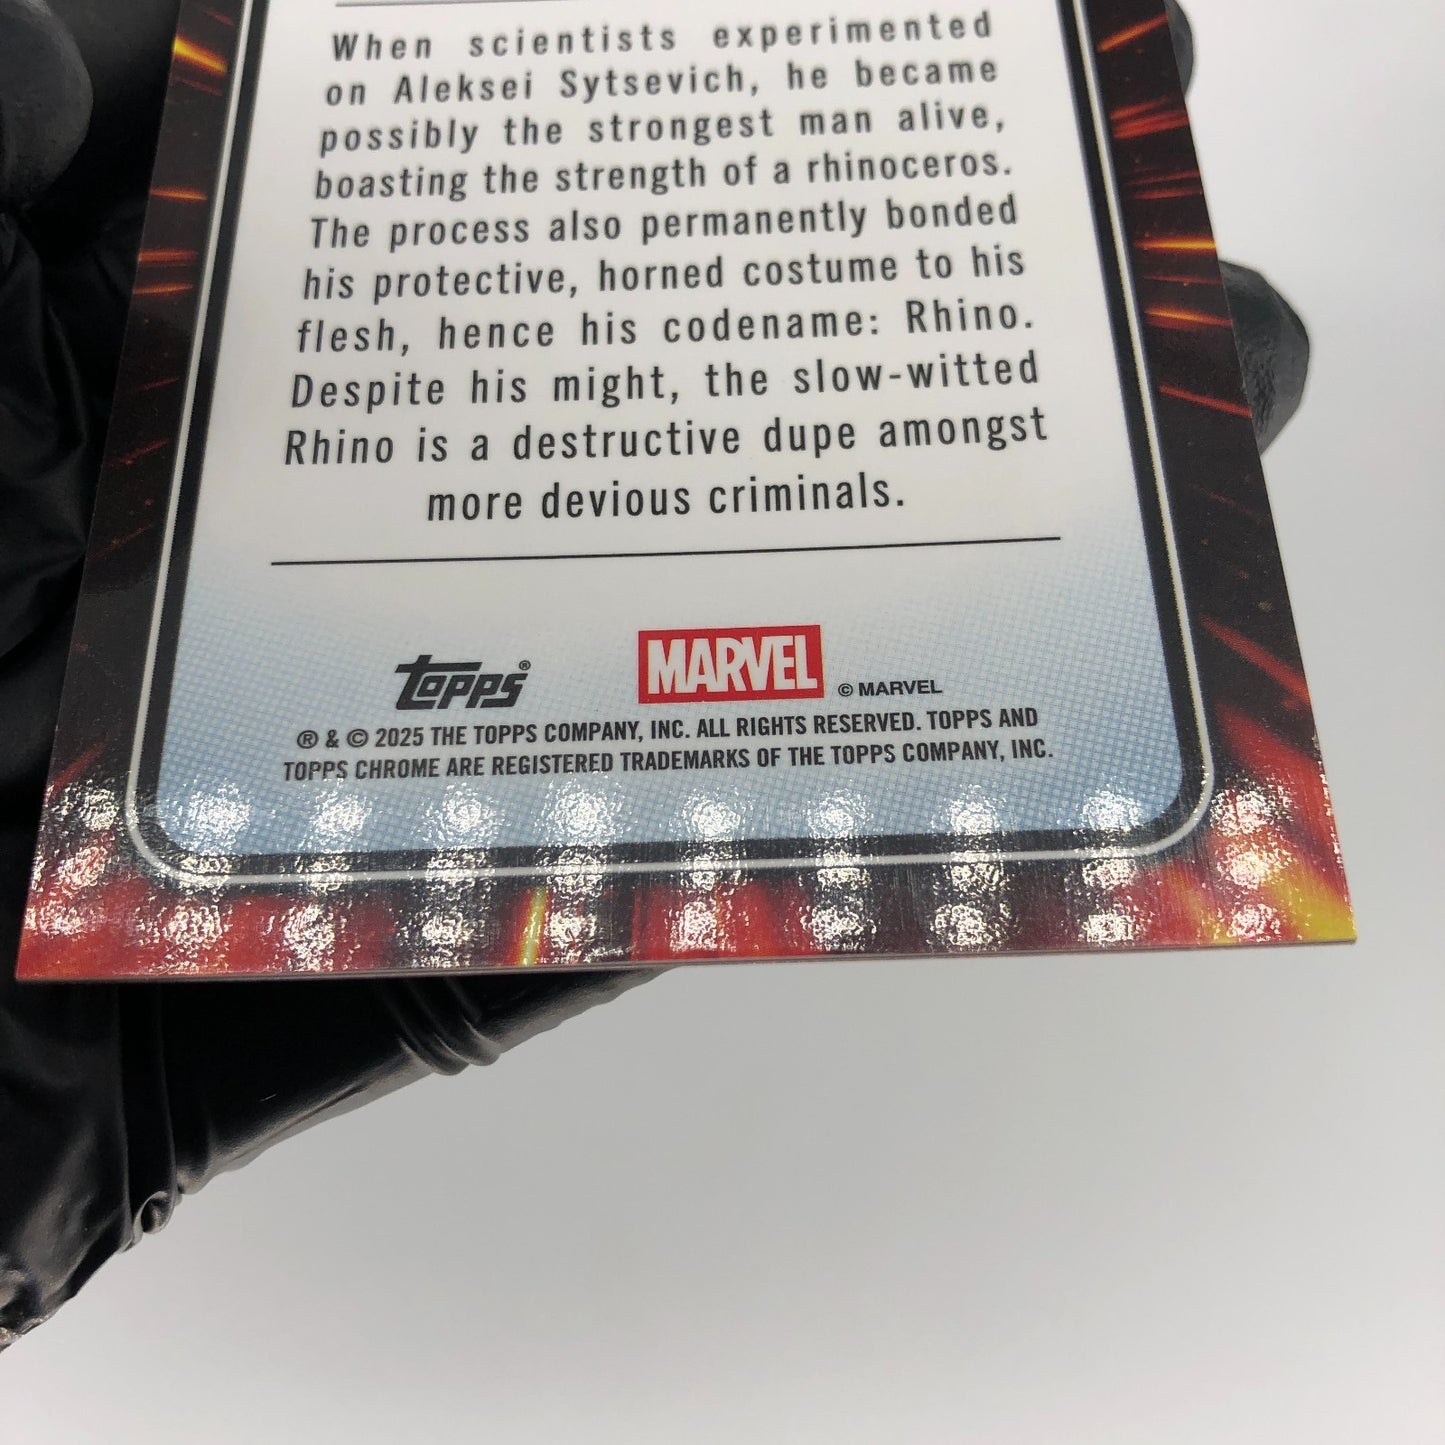 When scientists experimented
on Aleksei Sytsevich, he became
possibly the strongest man alive,
boasting the strength of a rhinoceros.
The process also permanently bonded
his protective, horned costume to his
flesh, hence his codename: Rhino.
Despite his might, the slow-witted
Rhino is a destructive dupe amongst
more devious criminals.
topps®
MARVEL
© MARVEL
® & © 2025 THE TOPPS COMPANY, INC. ALL RIGHTS RESERVED. TOPPS AND
TOPPS CHROME ARE REGISTERED TRADEMARKS OF THE TOPPS COMPANY, INC.